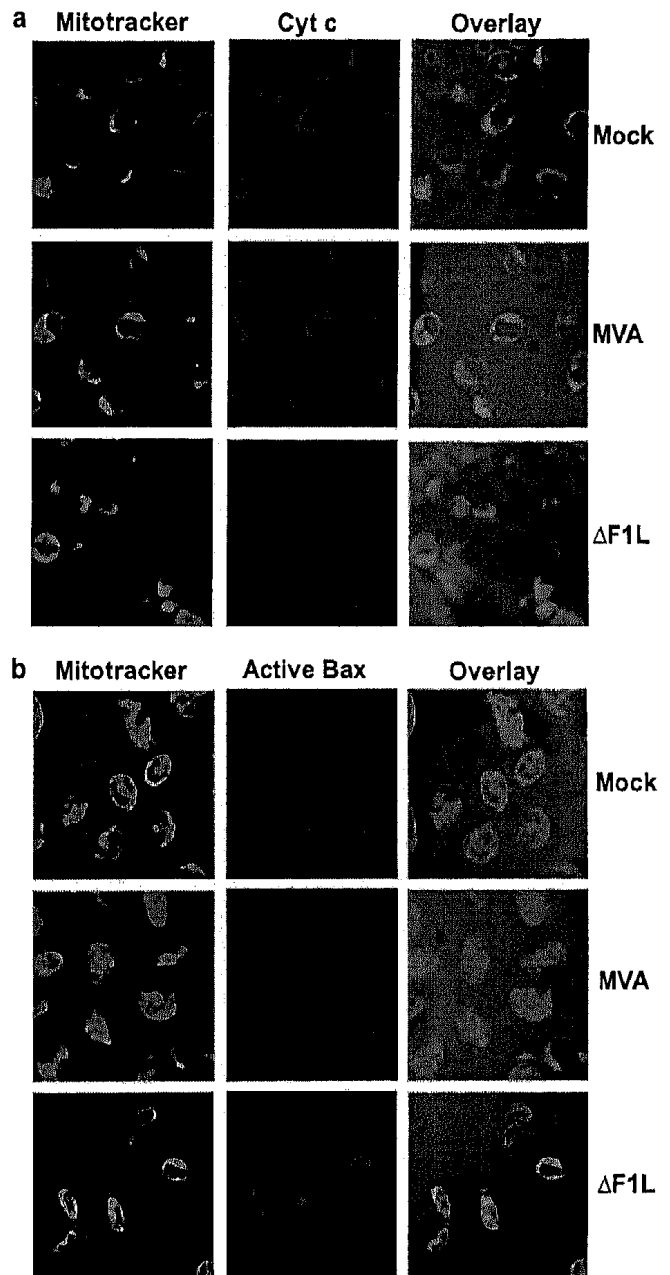 a
Mitotracker Cyt c Overlay
Mock
MVA
ΔF1L
b
Mitotracker Active Bax Overlay
Mock
MVA
ΔF1L